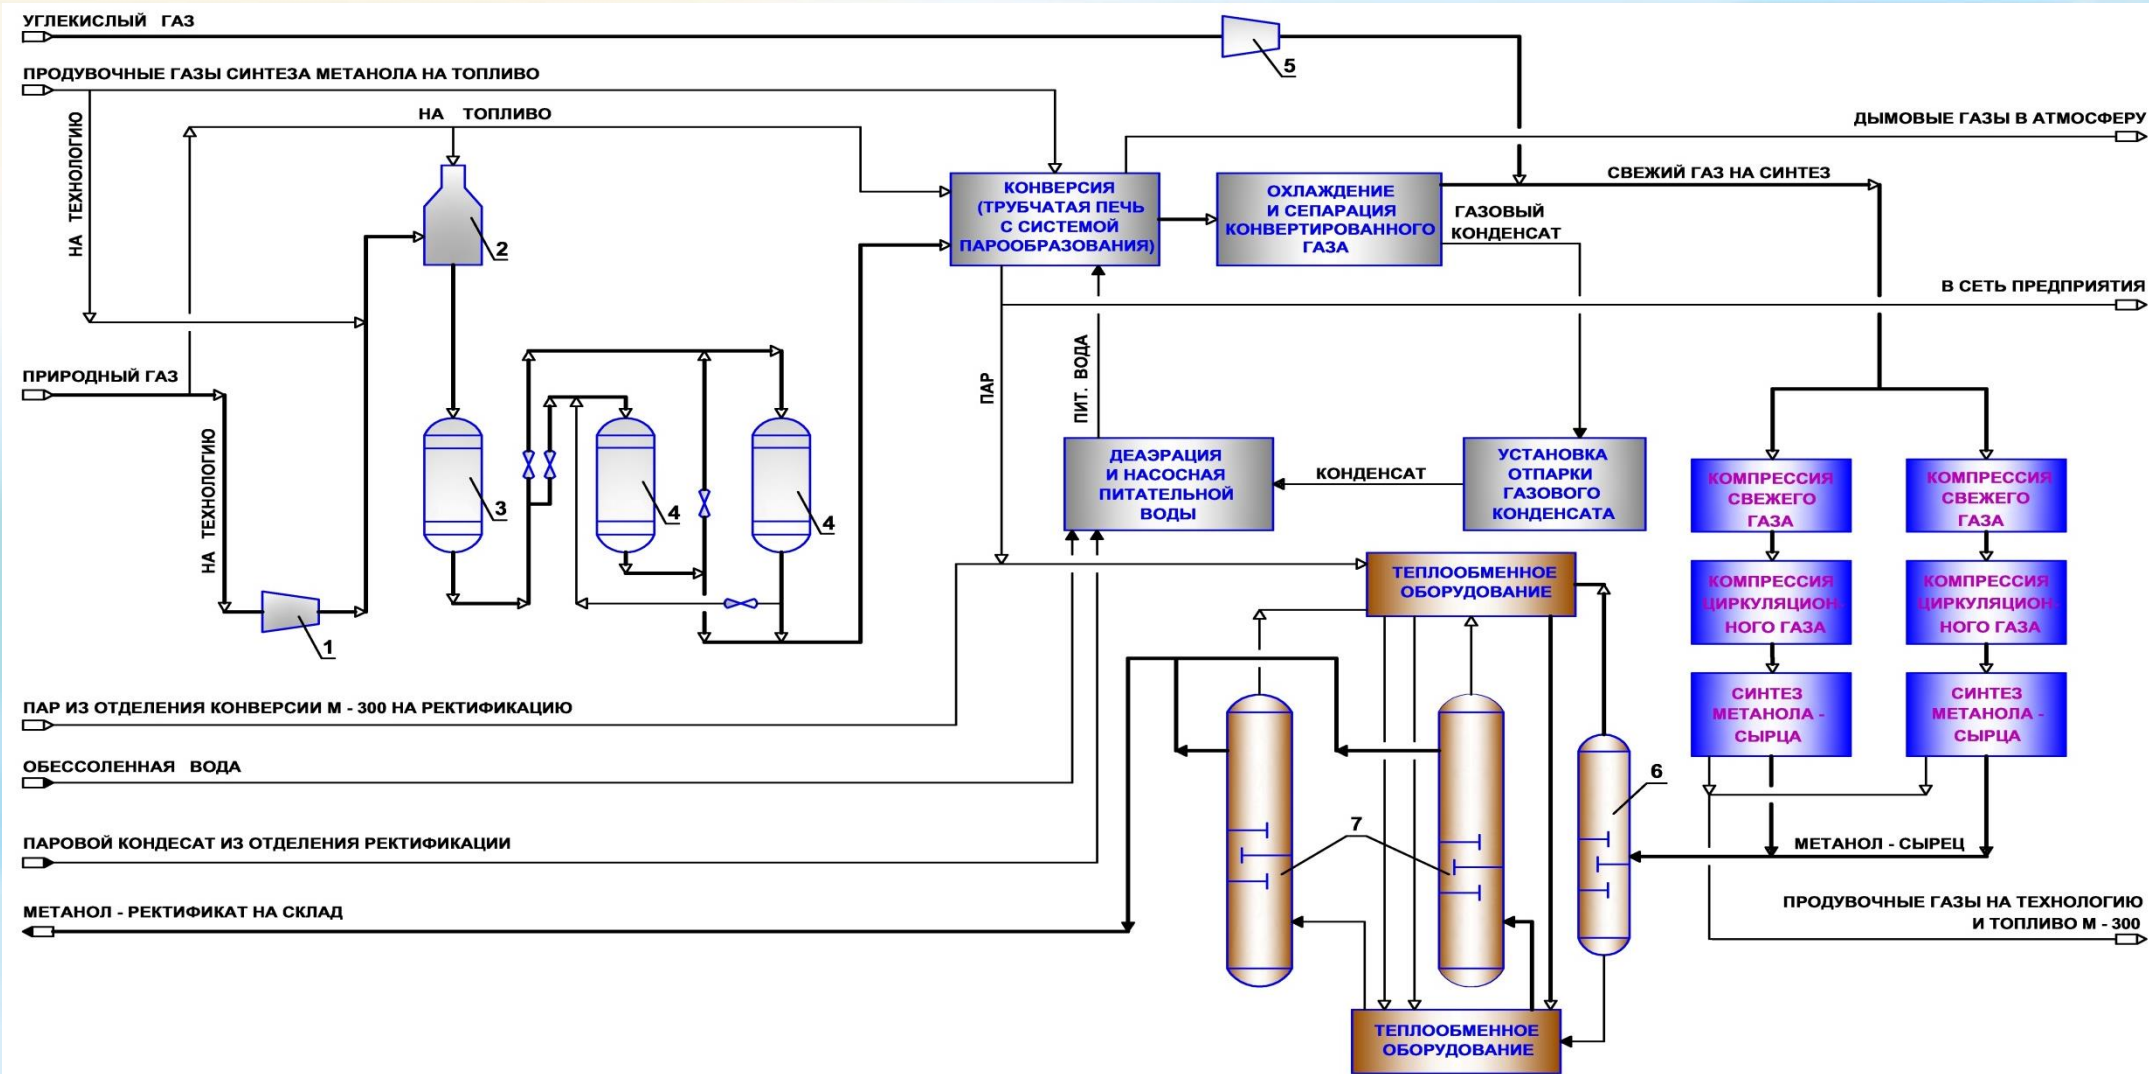 УГЛЕКИСЛЫЙ ГАЗ
5
ПРОДУВОЧНЫЕ ГАЗЫ СИНТЕЗА МЕТАНОЛА НА ТОПЛИВО
НА ТОПЛИВО
НА ТЕХНОЛОГИЮ
ДЫМОВЫЕ ГАЗЫ В АТМОСФЕРУ
КОНВЕРСИЯ
(ТРУБЧАТАЯ ПЕЧЬ
С СИСТЕМОЙ
ПАРООБРАЗОВАНИЯ)
ОХЛАЖДЕНИЕ
И СЕПАРАЦИЯ
КОНВЕРТИРОВАННОГО
ГАЗА
СВЕЖИЙ ГАЗ НА СИНТЕЗ
ГАЗОВЫЙ
КОНДЕНСАТ
2
В СЕТЬ ПРЕДПРИЯТИЯ
ПРИРОДНЫЙ ГАЗ
НА ТЕХНОЛОГИЮ
ПАР
ПИТ. ВОДА
3
4
4
1
ДЕАЭРАЦИЯ
И НАСОСНАЯ
ПИТАТЕЛЬНОЙ
ВОДЫ
КОНДЕНСАТ
УСТАНОВКА
ОТПАРКИ
ГАЗОВОГО
КОНДЕНСАТА
КОМПРЕССИЯ
СВЕЖЕГО
ГАЗА
КОМПРЕССИЯ
СВЕЖЕГО
ГАЗА
ТЕПЛООБМЕННОЕ
ОБОРУДОВАНИЕ
КОМПРЕССИЯ
ЦИРКУЛЯЦИОН-
НОГО ГАЗА
КОМПРЕССИЯ
ЦИРКУЛЯЦИОН-
НОГО ГАЗА
СИНТЕЗ
МЕТАНОЛА -
СЫРЦА
СИНТЕЗ
МЕТАНОЛА -
СЫРЦА
ПАР ИЗ ОТДЕЛЕНИЯ КОНВЕРСИИ М - 300 НА РЕКТИФИКАЦИЮ
ОБЕССОЛЕННАЯ ВОДА
6
7
ПАРОВОЙ КОНДЕСАТ ИЗ ОТДЕЛЕНИЯ РЕКТИФИКАЦИИ
МЕТАНОЛ - СЫРЕЦ
МЕТАНОЛ - РЕКТИФИКАТ НА СКЛАД
ПРОДУВОЧНЫЕ ГАЗЫ НА ТЕХНОЛОГИЮ
И ТОПЛИВО М - 300
ТЕПЛООБМЕННОЕ
ОБОРУДОВАНИЕ